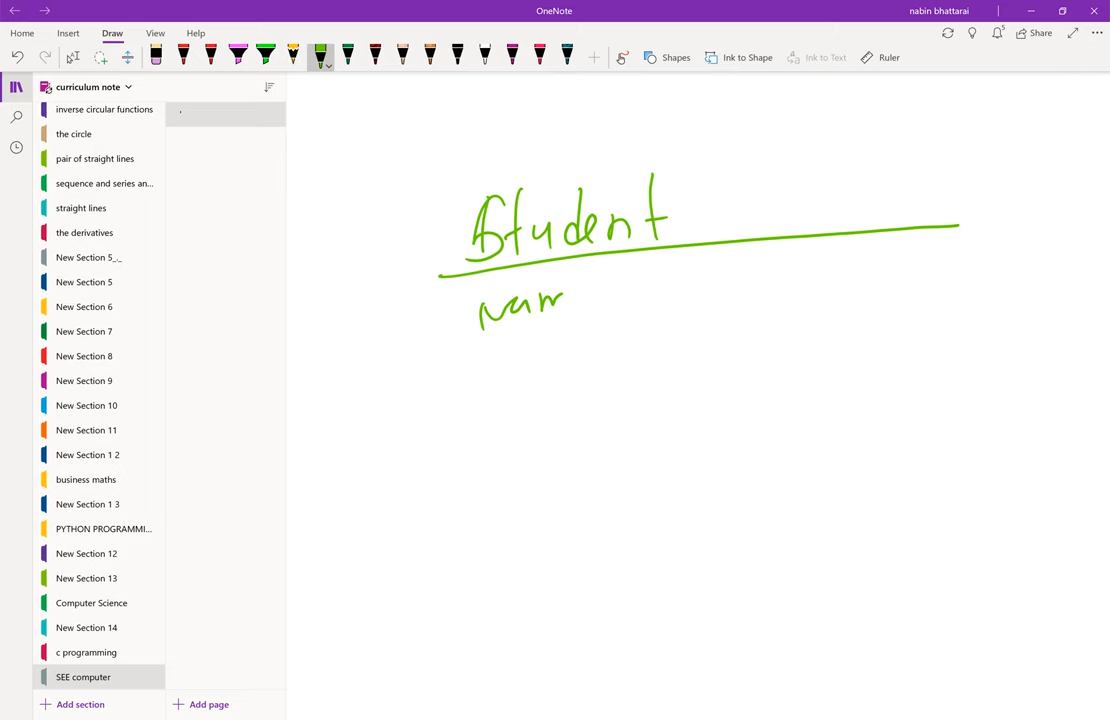 OneNote
nabin bhattarai
Home Insert Draw View Help
Share
Shapes Ink to Shape Ink to Text Ruler
curriculum note
inverse circular functions
the circle
pair of straight lines
sequence and series an...
straight lines
the derivatives
New Section 5_._
New Section 5
New Section 6
New Section 7
New Section 8
New Section 9
New Section 10
New Section 11
New Section 1 2
business maths
New Section 1 3
PYTHON PROGRAMMI...
New Section 12
New Section 13
Computer Science
New Section 14
c programming
SEE computer
Add section Add page
Student
Nam